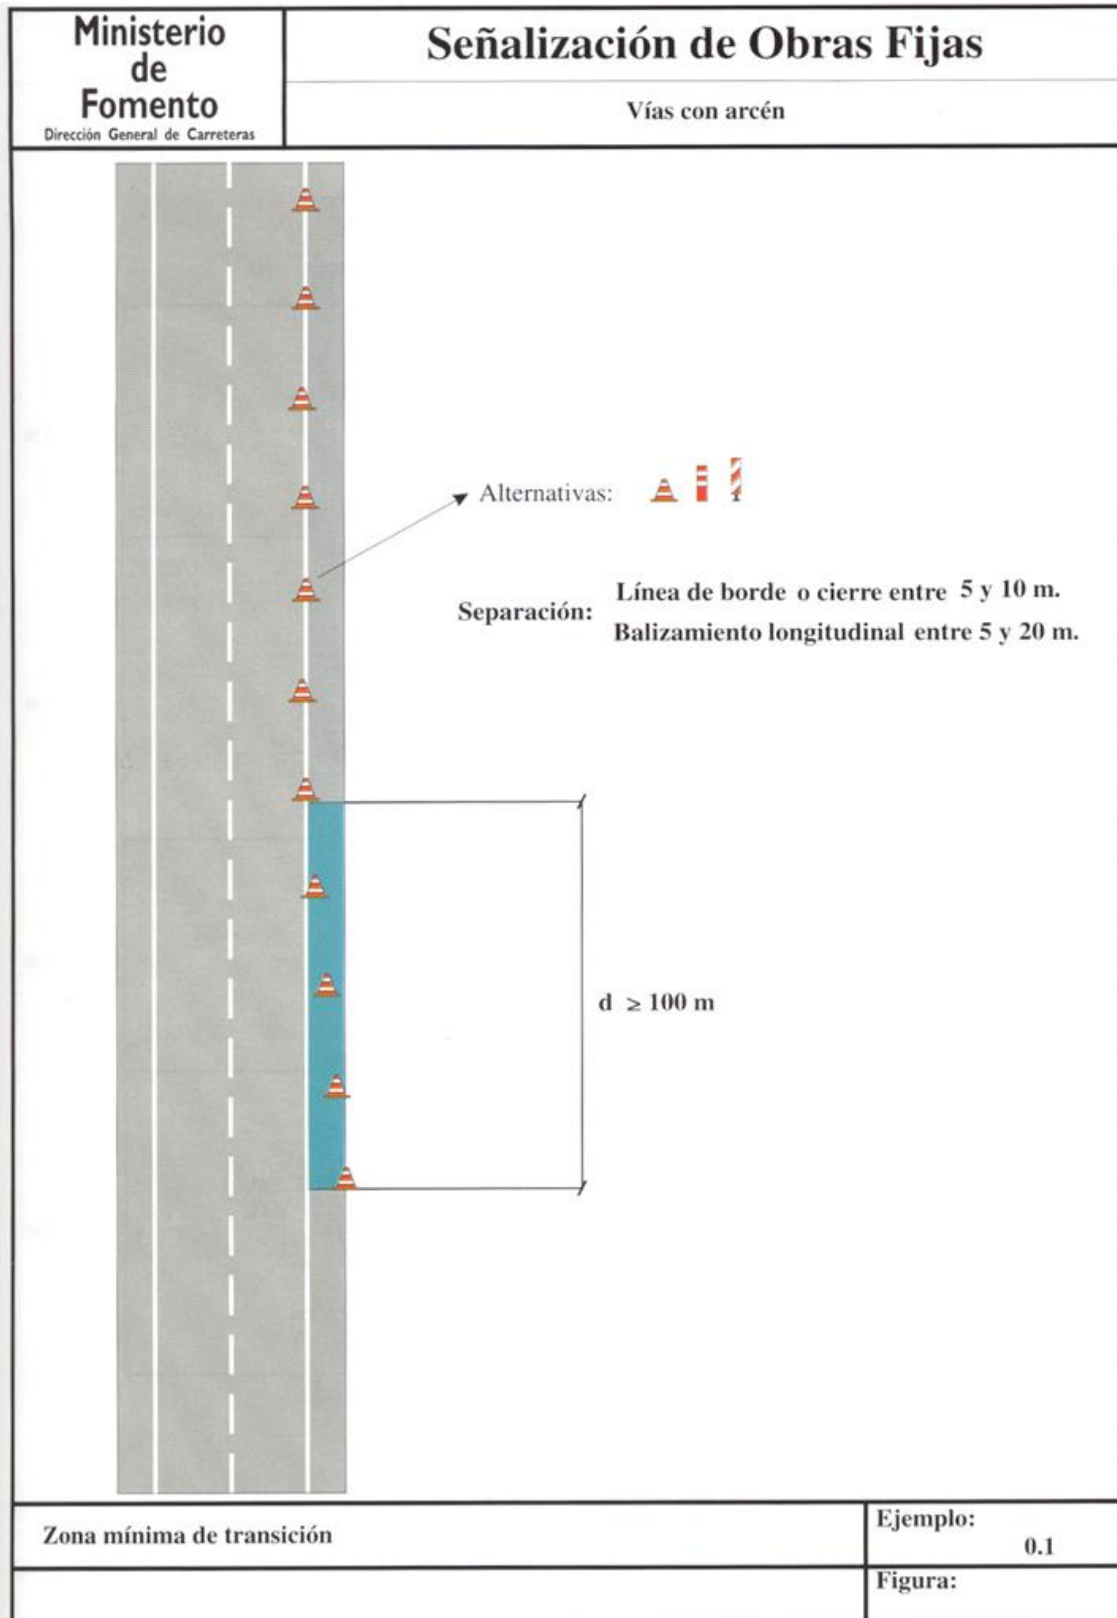 Ministerio
de
Fomento
Dirección General de Carreteras
Señalización de Obras Fijas
Vías con arcén
Alternativas:
Separación:
Línea de borde o cierre entre 5 y 10 m.
Balizamiento longitudinal entre 5 y 20 m.
d ≥ 100 m
Zona mínima de transición
Ejemplo:
0.1
Figura: